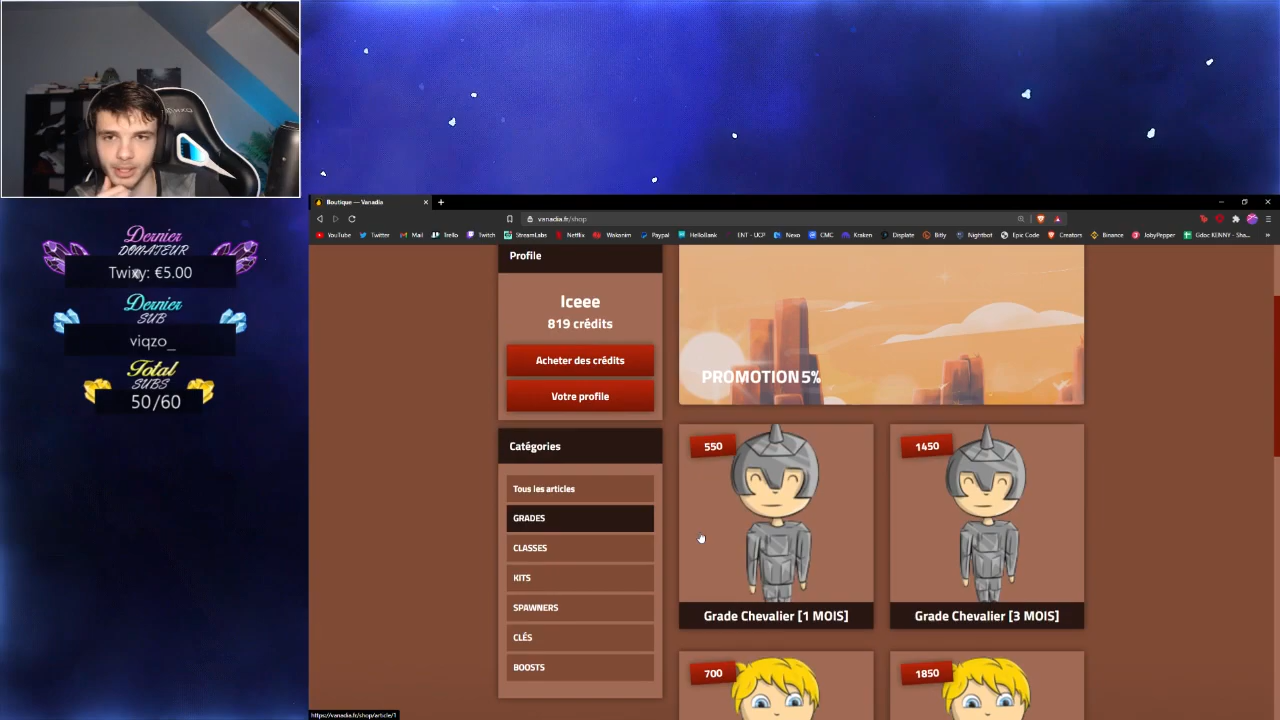 Dernier
DONATEUR
Twixy: €5.00
Dernier
SUB
viqzo_
Total
SUBS
50/60
Boutique — Vanadia
vanadia.fr/shop
YouTube
Twitter
Mail
Trello
Twitch
StreamLabs
Netflix
Wakanim
Paypal
HelloBank
ENT - UCP
Nexo
CMC
Kraken
Displate
Bitly
Nightbot
Epic Code
Creators
Binance
JobyPepper
Gdoc KENNY - Sha...
Profile
Iceee
819 crédits
Acheter des crédits
Votre profile
Catégories
Tous les articles
GRADES
CLASSES
KITS
SPAWNERS
CLÉS
BOOSTS
PROMOTION 5%
550
Grade Chevalier [1 MOIS]
1450
Grade Chevalier [3 MOIS]
700
1850
https://vanadia.fr/shop/article/1